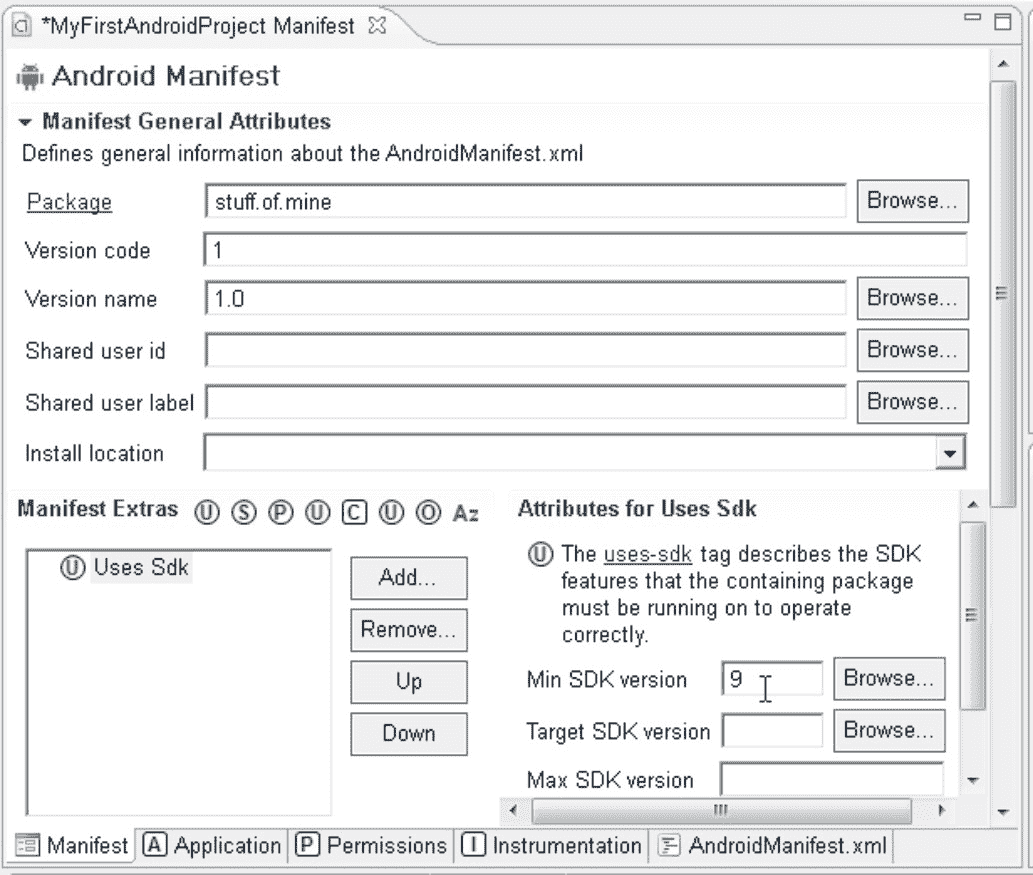 *MyFirstAndroidProject Manifest
Android Manifest
Manifest General Attributes
Defines general information about the AndroidManifest.xml
Package stuff.of.mine Browse...
Version code 1
Version name 1.0 Browse...
Shared user id Browse...
Shared user label Browse...
Install location
Manifest Extras U S P U C U O Az
U Uses Sdk
Add...
Remove...
Up
Down
Attributes for Uses Sdk
U The uses-sdk tag describes the SDK
features that the containing package
must be running on to operate
correctly.
Min SDK version 9 Browse...
Target SDK version Browse...
Max SDK version
Manifest A Application P Permissions I Instrumentation AndroidManifest.xml